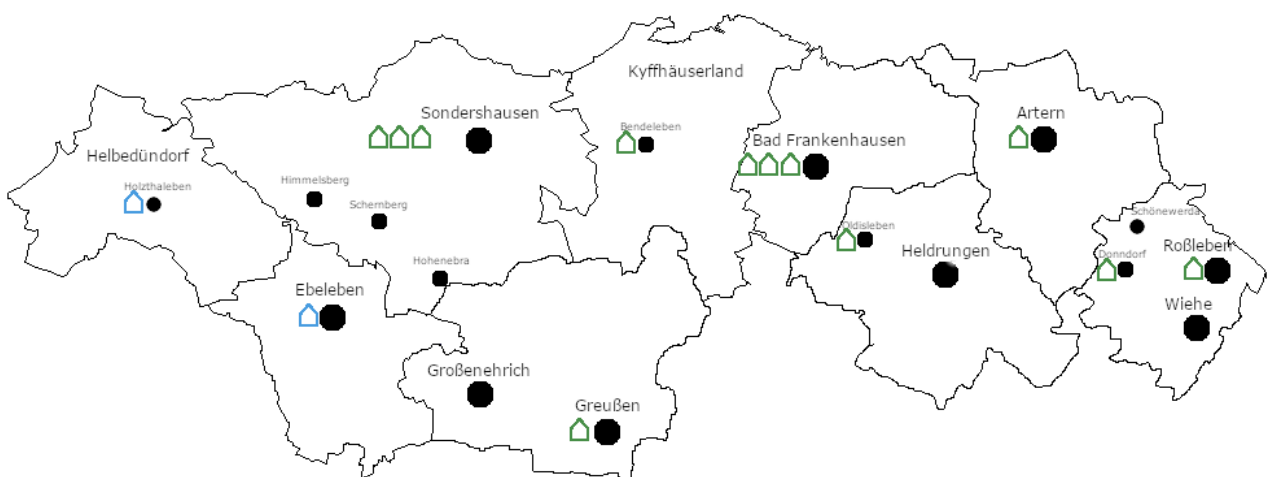 Kyffhäuserland
Sondershausen
Artern
Bendeleben
Bad Frankenhausen
Helbedündorf
Himmelsberg
Holzthaleben
Schernberg
Schönewerda
Oldisleben
Roßleben
Heldrungen
Donndorf
Hohenebra
Ebeleben
Wiehe
Großenehrich
Greußen